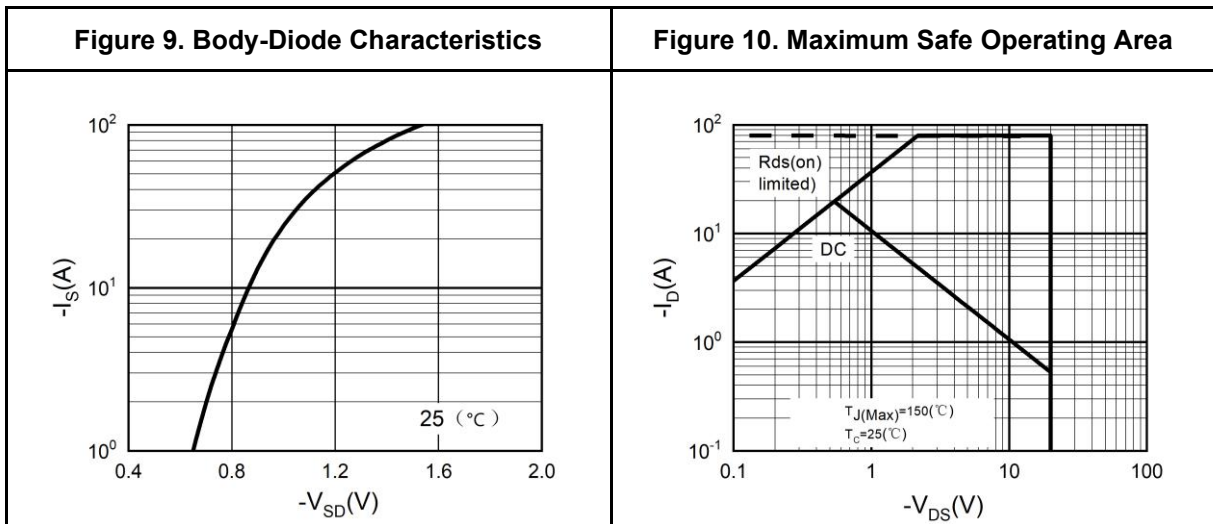 Figure 9. Body-Diode Characteristics
Figure 10. Maximum Safe Operating Area
10²
10¹
10⁰
-I_S(A)
0.4 0.8 1.2 1.6 2.0
-V_SD(V)
25 (℃)
10²
10¹
10⁰
10⁻¹
-I_D(A)
Rds(on)
limited)
DC
T_J(Max)=150(℃)
T_C=25(℃)
0.1 1 10 100
-V_DS(V)